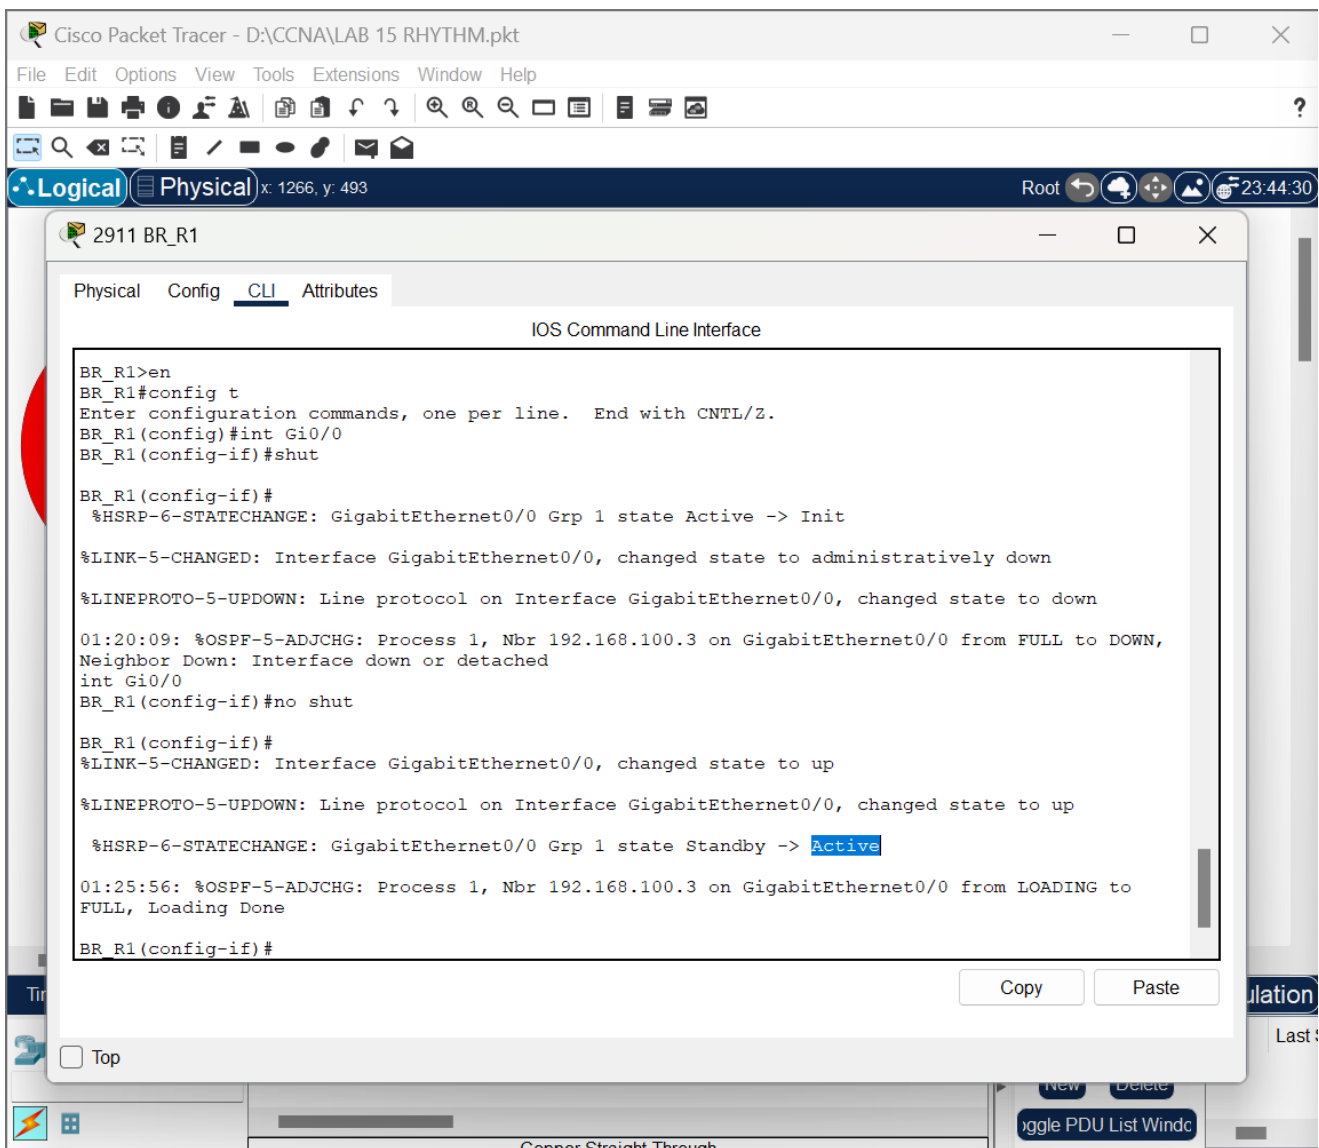 Cisco Packet Tracer - D:\CCNA\LAB 15 RHYTHM.pkt
File Edit Options View Tools Extensions Window Help
?
Logical Physical x: 1266, y: 493 Root 23:44:30
2911 BR_R1
Physical Config CLI Attributes
IOS Command Line Interface
BR_R1>en
BR_R1#config t
Enter configuration commands, one per line.  End with CNTL/Z.
BR_R1(config)#int Gi0/0
BR_R1(config-if)#shut
BR_R1(config-if)#
%HSRP-6-STATECHANGE: GigabitEthernet0/0 Grp 1 state Active -> Init
%LINK-5-CHANGED: Interface GigabitEthernet0/0, changed state to administratively down
%LINEPROTO-5-UPDOWN: Line protocol on Interface GigabitEthernet0/0, changed state to down
01:20:09: %OSPF-5-ADJCHG: Process 1, Nbr 192.168.100.3 on GigabitEthernet0/0 from FULL to DOWN,
Neighbor Down: Interface down or detached
int Gi0/0
BR_R1(config-if)#no shut
BR_R1(config-if)#
%LINK-5-CHANGED: Interface GigabitEthernet0/0, changed state to up
%LINEPROTO-5-UPDOWN: Line protocol on Interface GigabitEthernet0/0, changed state to up
%HSRP-6-STATECHANGE: GigabitEthernet0/0 Grp 1 state Standby -> Active
01:25:56: %OSPF-5-ADJCHG: Process 1, Nbr 192.168.100.3 on GigabitEthernet0/0 from LOADING to
FULL, Loading Done
BR_R1(config-if)#
Copy Paste
Top
Last
New Delete
PDU List
Copper Straight-Through